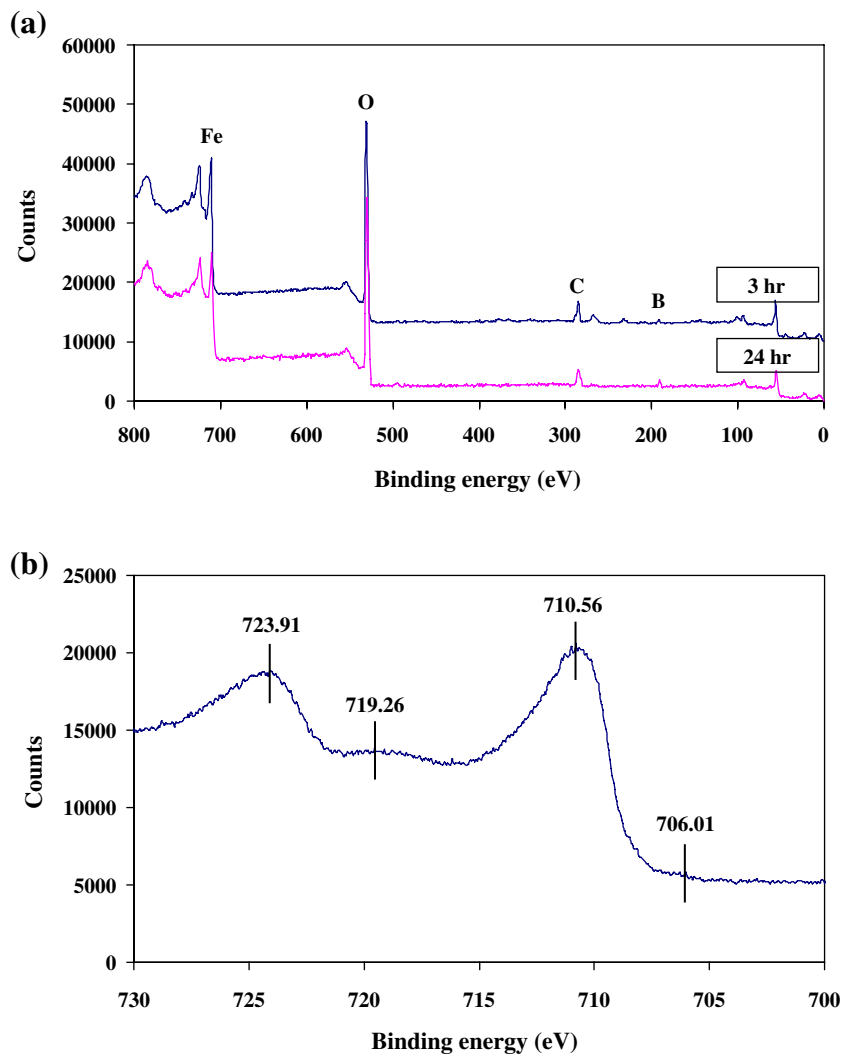 (a)
60000
50000
40000
30000
20000
10000
0
Counts
Fe
O
C
B
3 hr
24 hr
800 700 600 500 400 300 200 100 0
Binding energy (eV)
(b)
25000
20000
15000
10000
5000
0
Counts
723.91
719.26
710.56
706.01
730 725 720 715 710 705 700
Binding energy (eV)